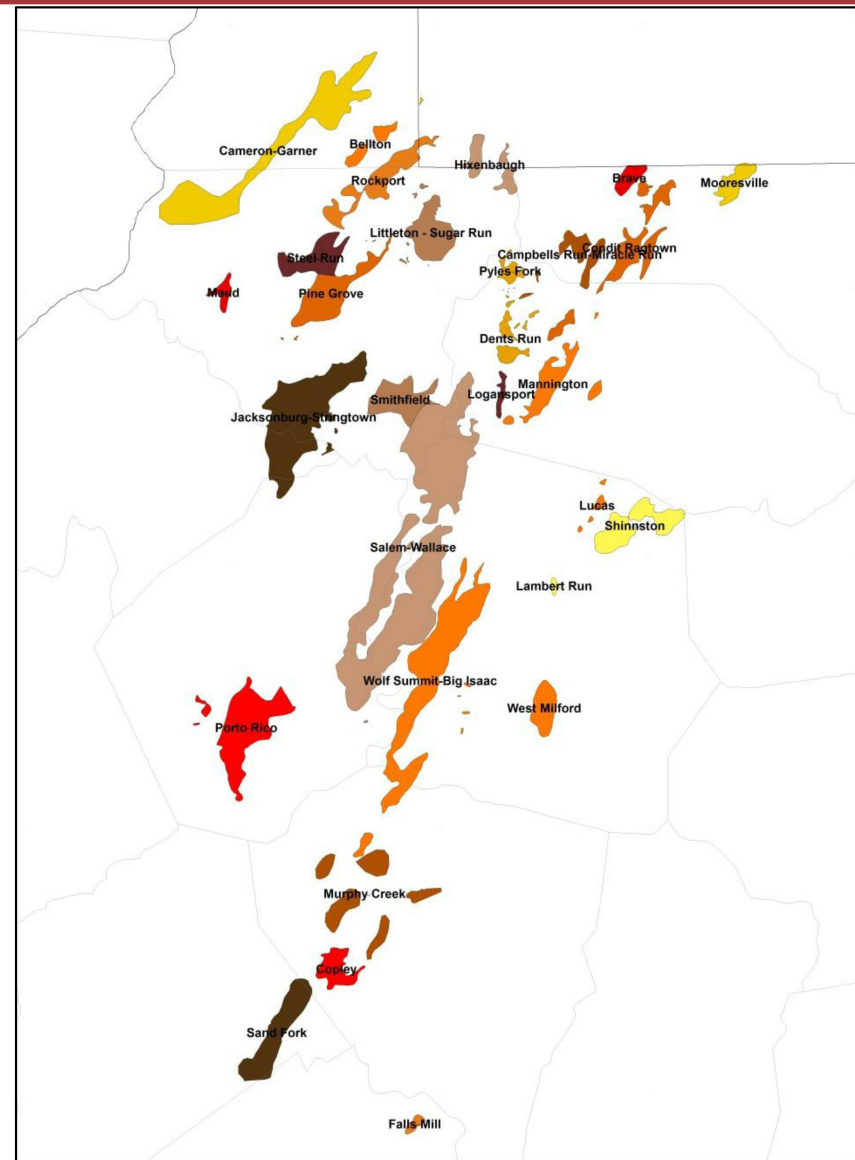 Cameron-Garner
Bellton
Hixenbaugh
Rockport
Brave
Mooresville
Littleton - Sugar Run
Condit Ragtown
Campbells Run-Miracle Run
Steel Run
Pyles Fork
Maud
Pine Grove
Dents Run
Mannington
Logansport
Smithfield
Jacksonburg-Stringtown
Lucas
Shinnston
Salem-Wallace
Lambert Run
Wolf Summit-Big Isaac
West Milford
Porto Rico
Murphy Creek
Copley
Sand Fork
Falls Mill